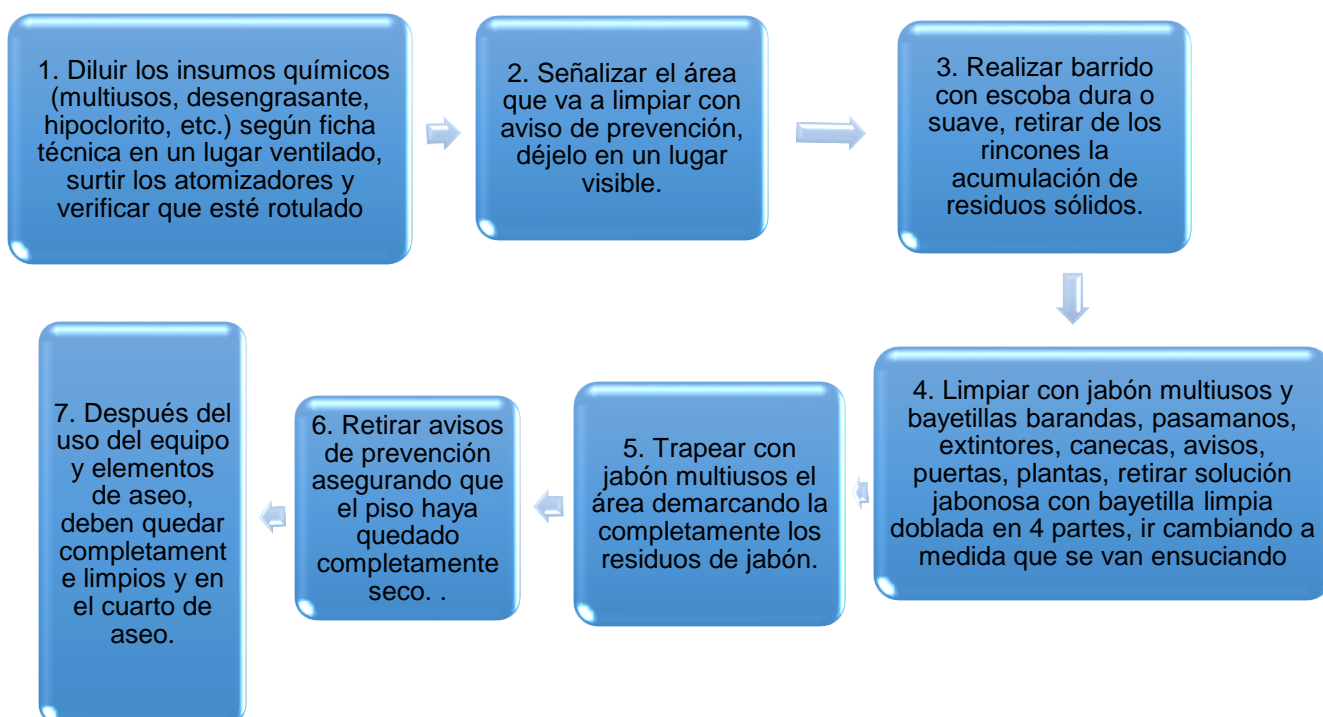 1. Diluir los insumos químicos
(multiusos, desengrasante,
hipoclorito, etc.) según ficha
técnica en un lugar ventilado,
surtir los atomizadores y
verificar que esté rotulado
2. Señalizar el área
que va a limpiar con
aviso de prevención,
déjelo en un lugar
visible.
3. Realizar barrido
con escoba dura o
suave, retirar de los
rincones la
acumulación de
residuos sólidos.
4. Limpiar con jabón multiusos y
bayetillas barandas, pasamanos,
extintores, canecas, avisos,
puertas, plantas, retirar solución
jabonosa con bayetilla limpia
doblada en 4 partes, ir cambiando a
medida que se van ensuciando
5. Trapear con
jabón multiusos el
área demarcando la
completamente los
residuos de jabón.
6. Retirar avisos
de prevención
asegurando que
el piso haya
quedado
completamente
seco. .
7. Después del
uso del equipo
y elementos
de aseo,
deben quedar
completament
e limpios y en
el cuarto de
aseo.